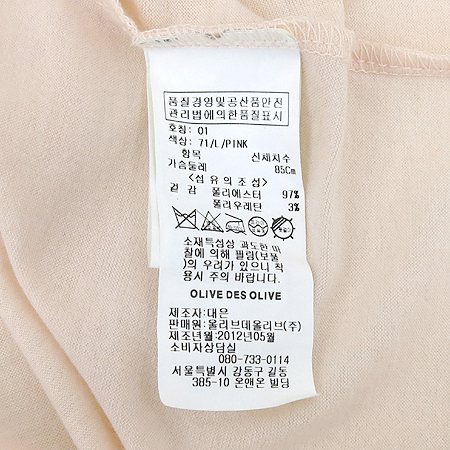 품질경영및공산품안전
관리법에의한품질표시
호칭: 01
색상: 71/L/PINK
항목 신체치수
가슴둘레 85Cm
<섬유의조성>
겉감 폴리에스터 97%
폴리우레탄 3%
소재특성상 과도한 마
찰에 의해 필링(보풀
)의 우려가 있으니 착
용시 주의 바랍니다.
OLIVE DES OLIVE
제조자: 대은
판매원: 올리브데올리브(주)
제조년월:2012년05월
소비자상담실
080-733-0114
서울특별시 강동구 길동
385-10 온앤온 빌딩